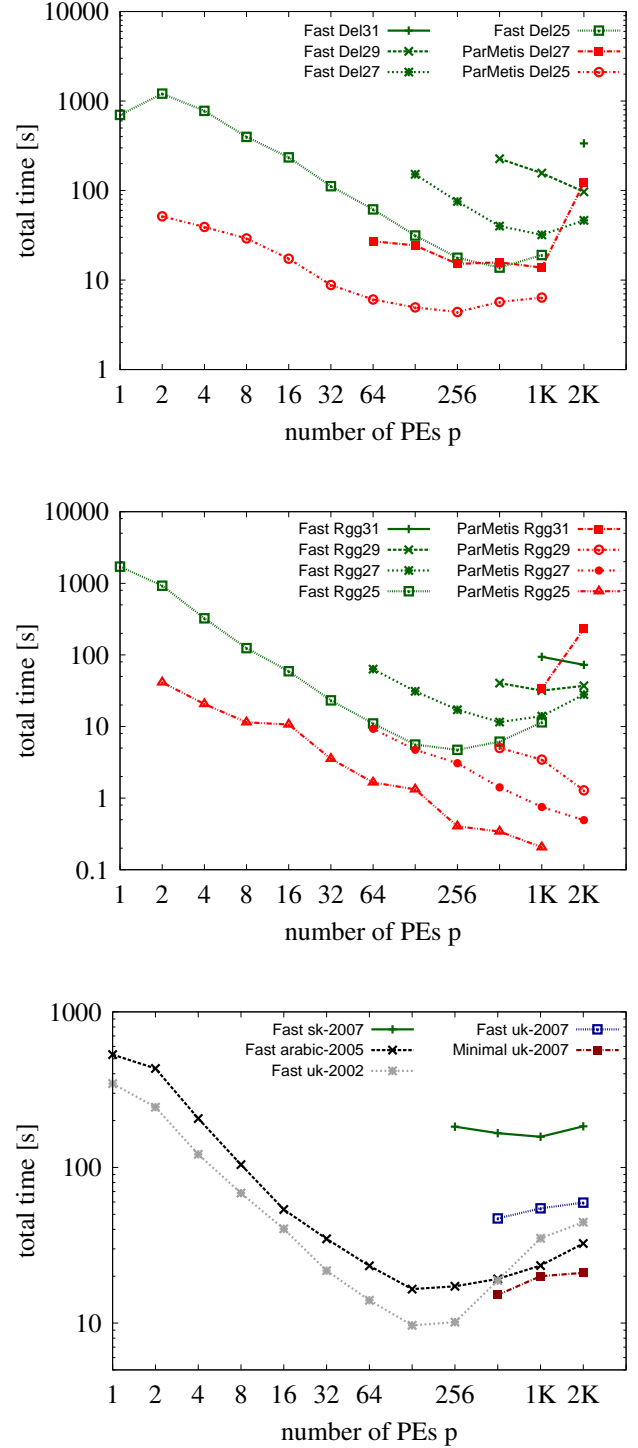 10000
1000
100
10
1
total time [s]
Fast Del31
Fast Del29
Fast Del27
Fast Del25
ParMetis Del27
ParMetis Del25
1 2 4 8 16 32 64 256 1K 2K
number of PEs p
10000
1000
100
10
1
0.1
total time [s]
Fast Rgg31
Fast Rgg29
Fast Rgg27
Fast Rgg25
ParMetis Rgg31
ParMetis Rgg29
ParMetis Rgg27
ParMetis Rgg25
1 2 4 8 16 32 64 256 1K 2K
number of PEs p
1000
100
10
total time [s]
Fast sk-2007
Fast arabic-2005
Fast uk-2002
Fast uk-2007
Minimal uk-2007
1 2 4 8 16 32 64 256 1K 2K
number of PEs p